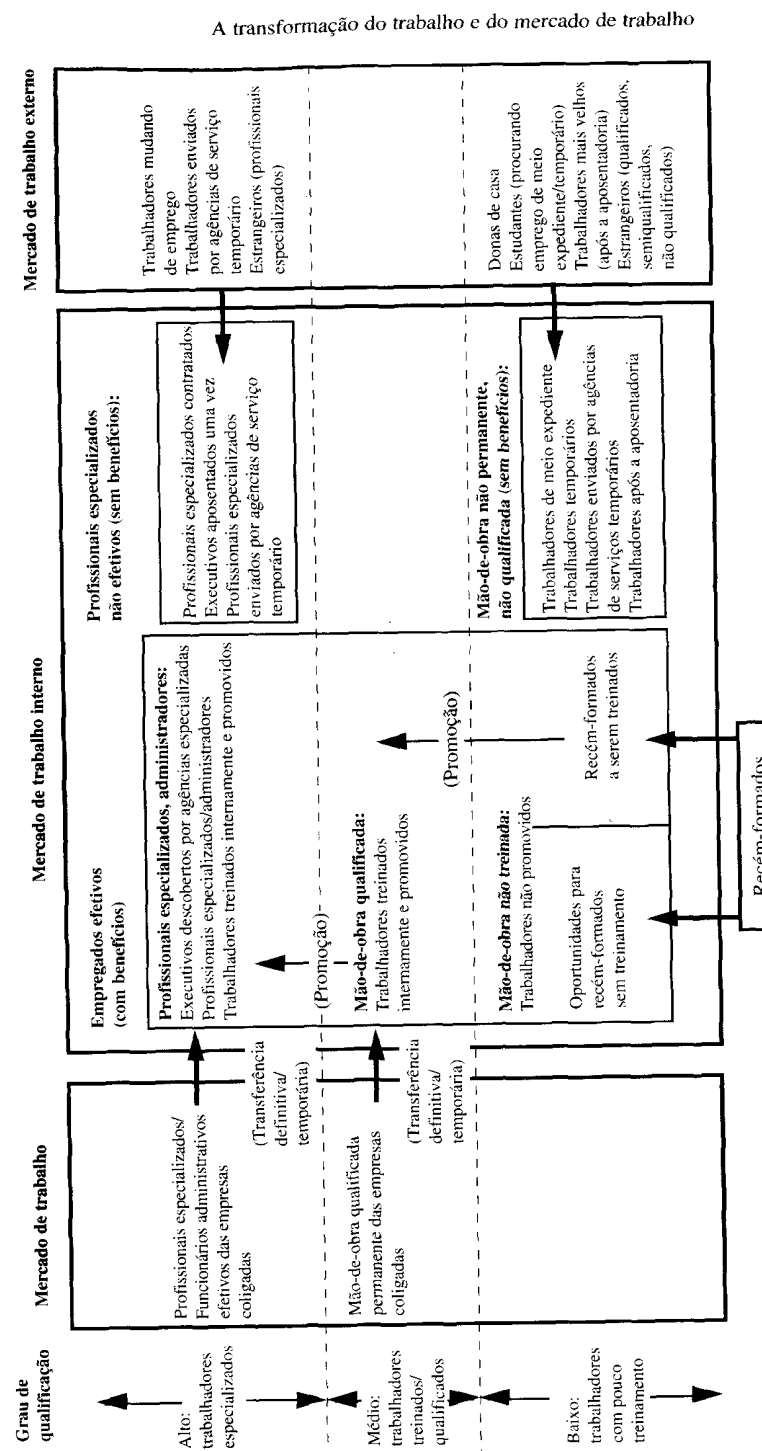 A transformação do trabalho e do mercado de trabalho
Grau de
qualificação
Mercado de trabalho
Mercado de trabalho interno
Mercado de trabalho externo
Empregados efetivos
(com benefícios)
Profissionais especializados
não efetivos (sem benefícios):
Alto:
trabalhadores
especializados
Profissionais especializados/
Funcionários administrativos
efetivos das empresas
coligadas
(Transferência
definitiva/
temporária)
Profissionais especializados, administradores:
Executivos descobertos por agências especializadas
Profissionais especializados/administradores
Trabalhadores treinados internamente e promovidos
(Promoção)
Profissionais especializados contratados
Executivos aposentados uma vez
Profissionais especializados
enviados por agências de serviço
temporário
Trabalhadores mudando
de emprego
Trabalhadores enviados
por agências de serviço
temporário
Estrangeiros (profissionais
especializados)
Médio:
trabalhadores
treinados/
qualificados
Mão-de-obra qualificada
permanente das empresas
coligadas
(Transferência
definitiva/
temporária)
Mão-de-obra qualificada:
Trabalhadores treinados
internamente e promovidos
(Promoção)
Mão-de-obra não permanente,
não qualificada (sem benefícios):
Baixo:
trabalhadores
com pouco
treinamento
Mão-de-obra não treinada:
Trabalhadores não promovidos
Oportunidades para
recém-formados
sem treinamento
Recém-formados
a serem treinados
Trabalhadores de meio expediente
Trabalhadores temporários
Trabalhadores enviados por agências
de serviços temporários
Trabalhadores após a aposentadoria
Donas de casa
Estudantes (procurando
emprego de meio
expediente/temporário)
Trabalhadores mais velhos
(após a aposentadoria)
Estrangeiros (qualificados,
semiqualificados,
não qualificados)
Recém-formados